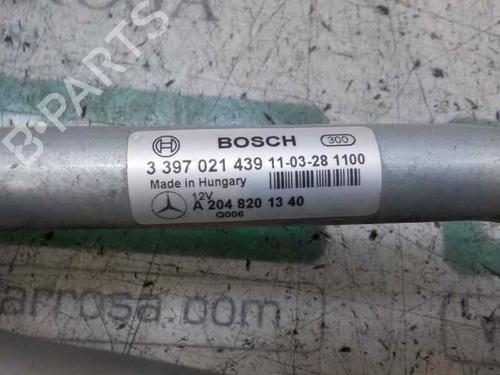 BOSCH 300
3 397 021 439 11-03-28 1100
Made in Hungary
12V
A 204 820 13 40
Q006
B-PARTS
arrosa.com